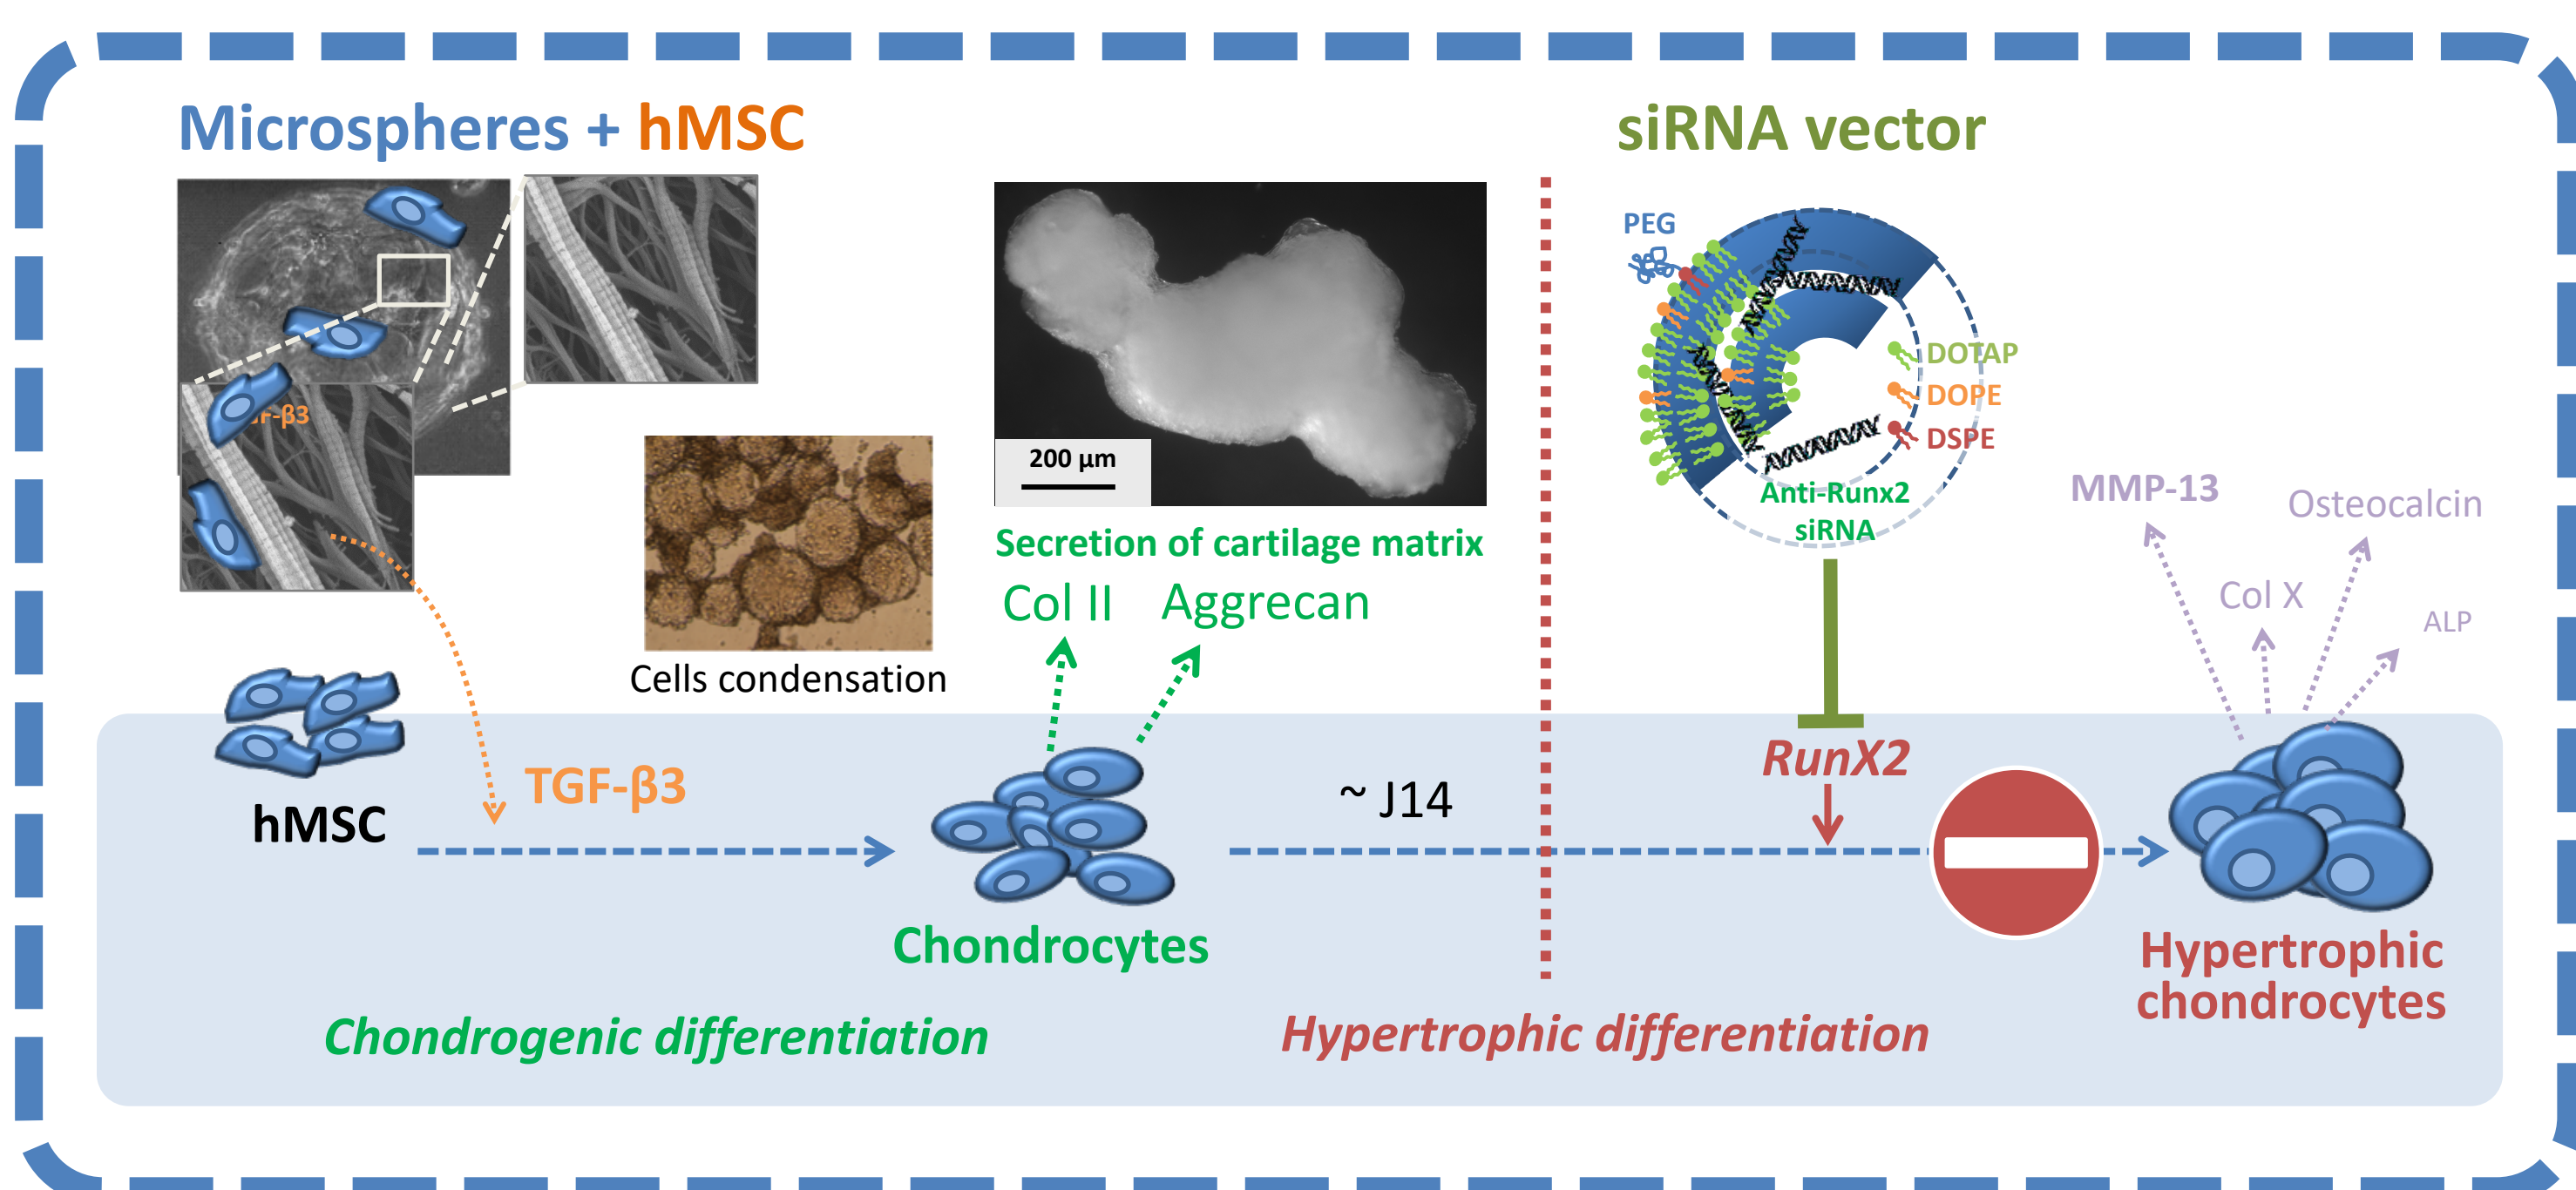 Microspheres + hMSC
siRNA vector
PEG
DOTAP
DOPE
DSPE
Anti-Runx2
siRNA
F-β3
200 µm
Secretion of cartilage matrix
Col II Aggrecan
Cells condensation
MMP-13
Osteocalcin
Col X
ALP
hMSC
TGF-β3
~ J14
RunX2
Chondrocytes
Hypertrophic
chondrocytes
Chondrogenic differentiation
Hypertrophic differentiation